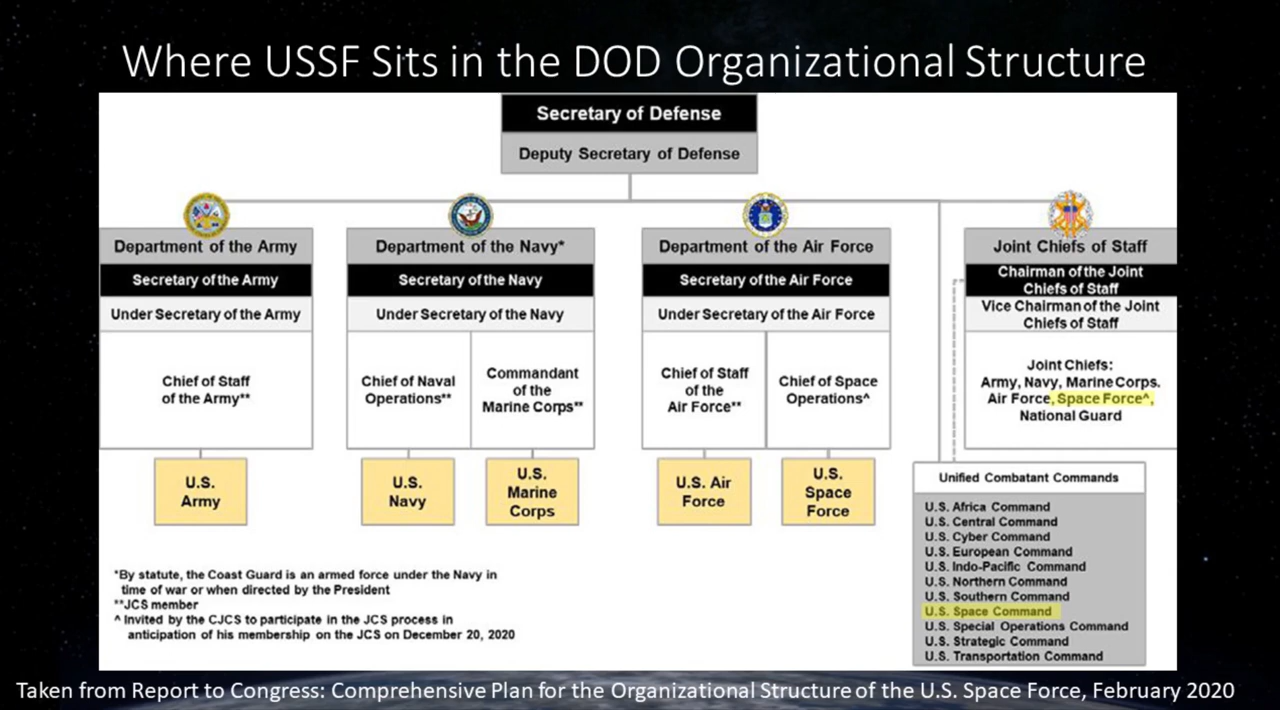 Where USSF Sits in the DOD Organizational Structure
Secretary of Defense
Deputy Secretary of Defense
Department of the Army
Secretary of the Army
Under Secretary of the Army
Chief of Staff
of the Army**
U.S.
Army
Department of the Navy*
Secretary of the Navy
Under Secretary of the Navy
Chief of Naval
Operations**
Commandant
of the
Marine Corps**
U.S.
Navy
U.S.
Marine
Corps
Department of the Air Force
Secretary of the Air Force
Under Secretary of the Air Force
Chief of Staff
of the
Air Force**
Chief of Space
Operations^
U.S. Air
Force
U.S.
Space
Force
Joint Chiefs of Staff
Chairman of the Joint
Chiefs of Staff
Vice Chairman of the Joint
Chiefs of Staff
Joint Chiefs:
Army, Navy, Marine Corps.
Air Force, Space Force^,
National Guard
Unified Combatant Commands
U.S. Africa Command
U.S. Central Command
U.S. Cyber Command
U.S. European Command
U.S. Indo-Pacific Command
U.S. Northern Command
U.S. Southern Command
U.S. Space Command
U.S. Special Operations Command
U.S. Strategic Command
U.S. Transportation Command
*By statute, the Coast Guard is an armed force under the Navy in
time of war or when directed by the President
**JCS member
^ Invited by the CJCS to participate in the JCS process in
anticipation of his membership on the JCS on December 20, 2020
Taken from Report to Congress: Comprehensive Plan for the Organizational Structure of the U.S. Space Force, February 2020